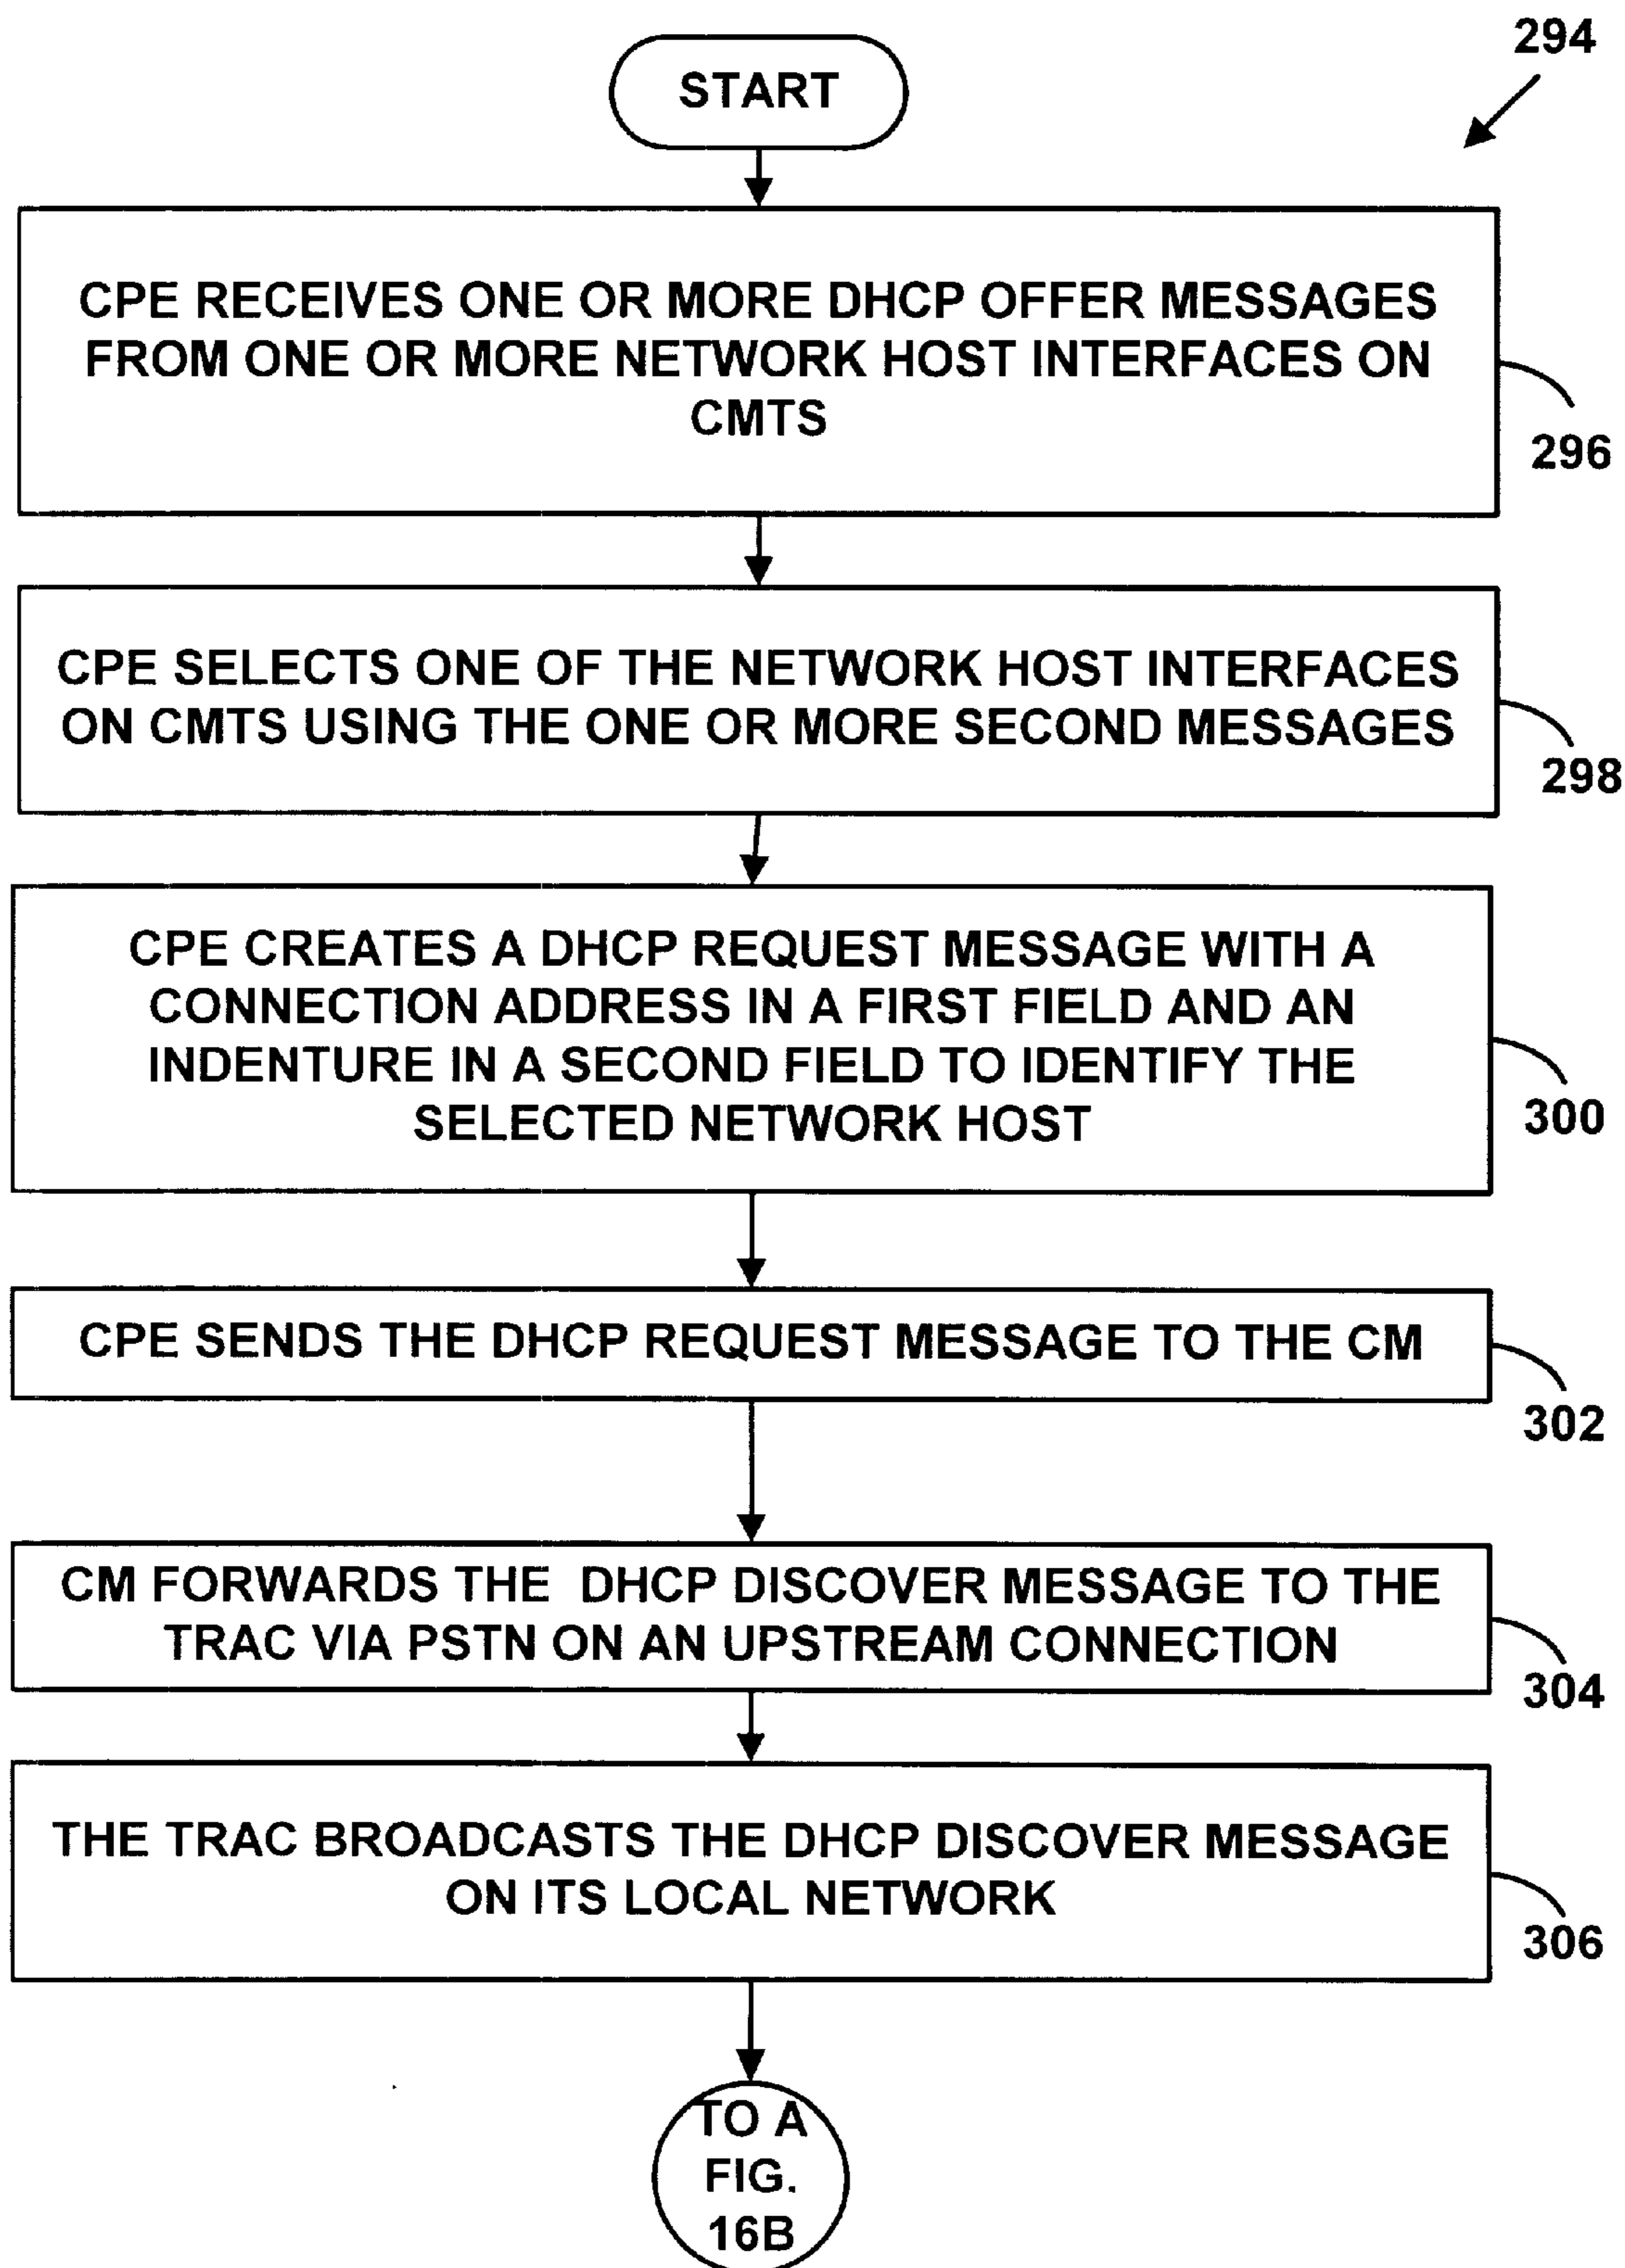 294
START
CPE RECEIVES ONE OR MORE DHCP OFFER MESSAGES
FROM ONE OR MORE NETWORK HOST INTERFACES ON
CMTS
296
CPE SELECTS ONE OF THE NETWORK HOST INTERFACES
ON CMTS USING THE ONE OR MORE SECOND MESSAGES
298
CPE CREATES A DHCP REQUEST MESSAGE WITH A
CONNECTION ADDRESS IN A FIRST FIELD AND AN
INDENTURE IN A SECOND FIELD TO IDENTIFY THE
SELECTED NETWORK HOST
300
CPE SENDS THE DHCP REQUEST MESSAGE TO THE CM
302
CM FORWARDS THE DHCP DISCOVER MESSAGE TO THE
TRAC VIA PSTN ON AN UPSTREAM CONNECTION
304
THE TRAC BROADCASTS THE DHCP DISCOVER MESSAGE
ON ITS LOCAL NETWORK
306
TO A
FIG.
16B